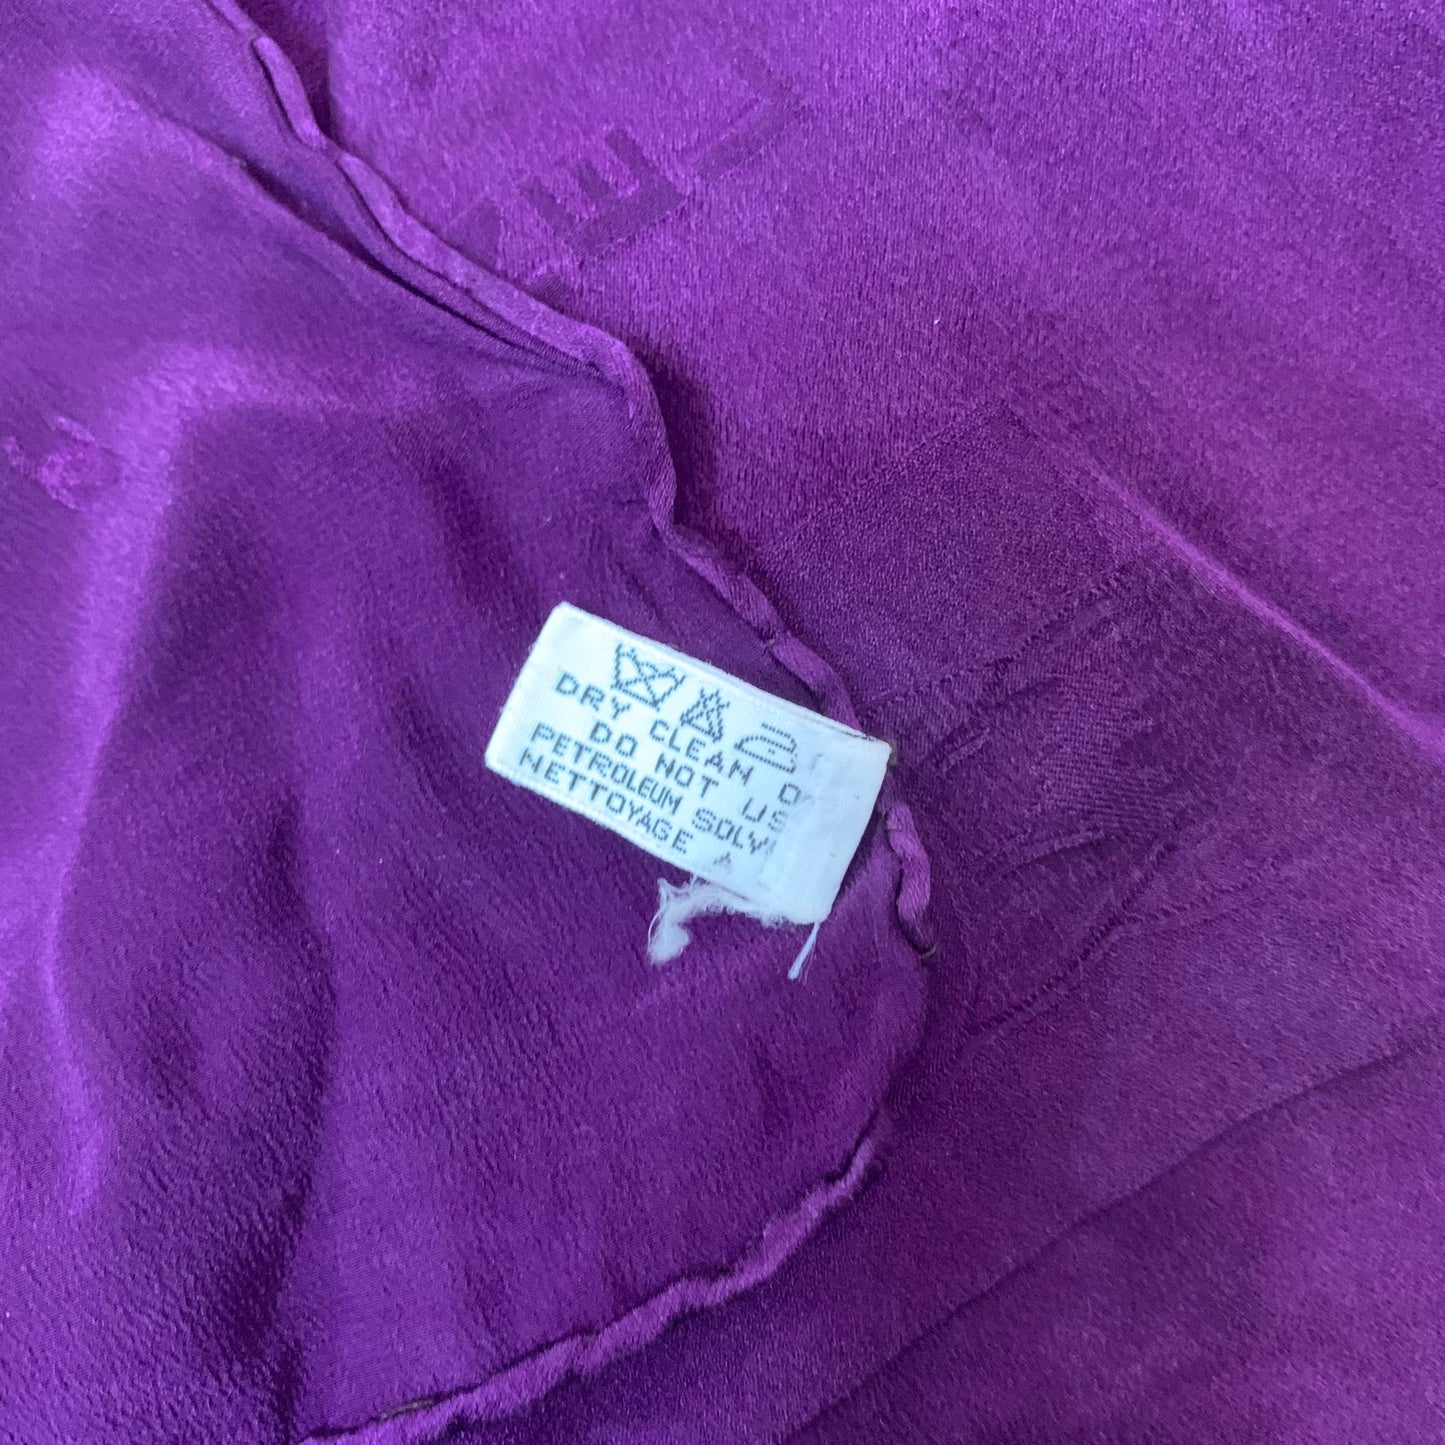 DRY CLEAN
DO NOT US
PETROLEUM SOLV
NETTOYAGE A